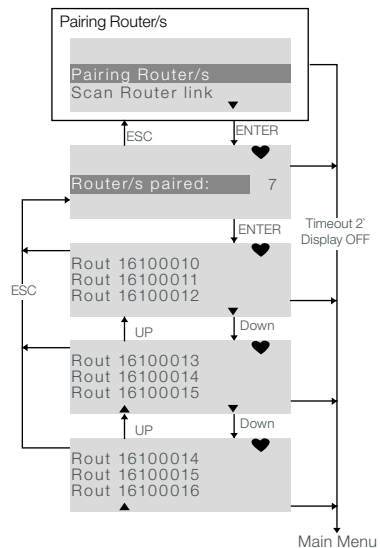 Pairing Router/s
Pairing Router/s
Scan Router link
ESC
ENTER
Router/s paired: 7
ENTER
Timeout 2`
Display OFF
Rout 16100010
Rout 16100011
Rout 16100012
ESC
UP
Down
Rout 16100013
Rout 16100014
Rout 16100015
UP
Down
Rout 16100014
Rout 16100015
Rout 16100016
Main Menu